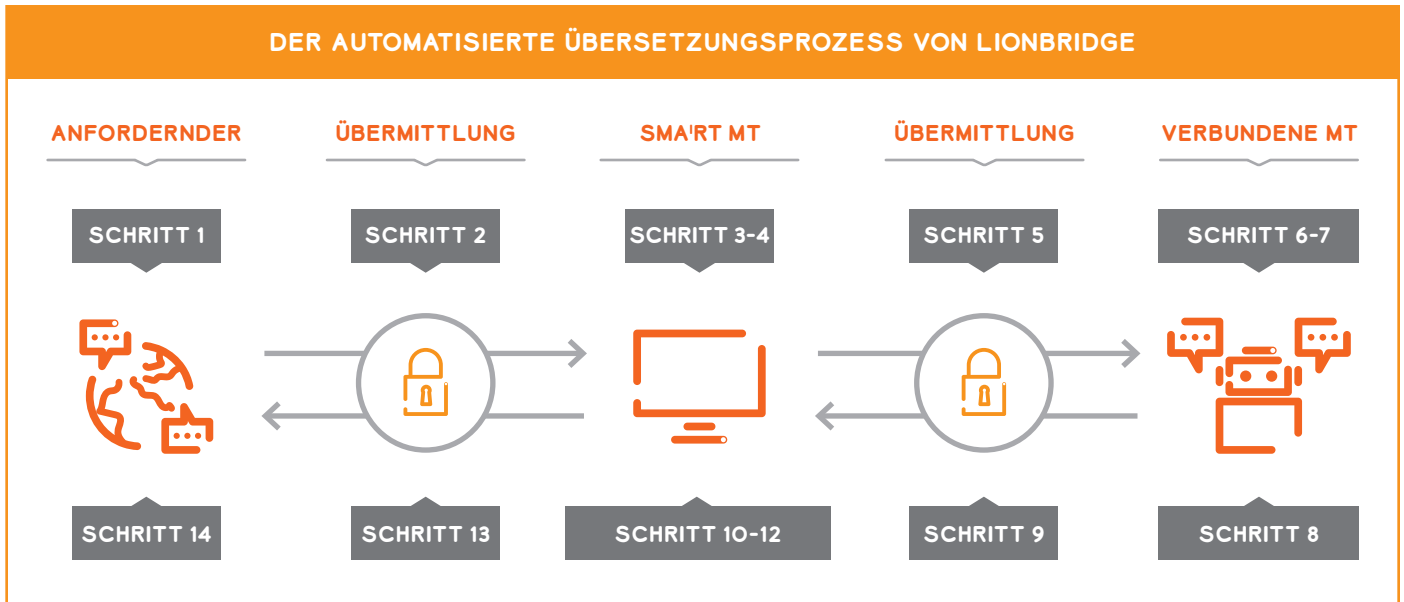 DER AUTOMATISIERTE ÜBERSETZUNGSPROZESS VON LIONBRIDGE
ANFORDERNDER
ÜBERMITTLUNG
SMA'RT MT
ÜBERMITTLUNG
VERBUNDENE MT
SCHRITT 1
SCHRITT 2
SCHRITT 3-4
SCHRITT 5
SCHRITT 6-7
SCHRITT 14
SCHRITT 13
SCHRITT 10-12
SCHRITT 9
SCHRITT 8